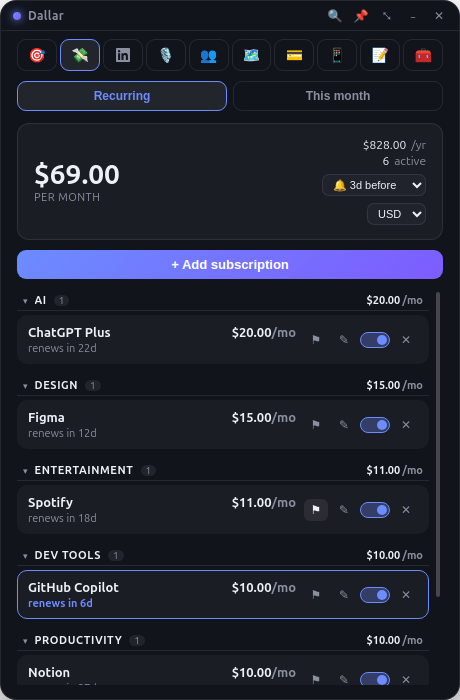 Dallar
Recurring
This month
$69.00
PER MONTH
$828.00 /yr
6 active
🔔 3d before
USD
+ Add subscription
AI 1 $20.00/mo
ChatGPT Plus $20.00/mo
renews in 22d
DESIGN 1 $15.00/mo
Figma $15.00/mo
renews in 12d
ENTERTAINMENT 1 $11.00/mo
Spotify $11.00/mo
renews in 18d
DEV TOOLS 1 $10.00/mo
GitHub Copilot $10.00/mo
renews in 6d
PRODUCTIVITY 1 $10.00/mo
Notion $10.00/mo